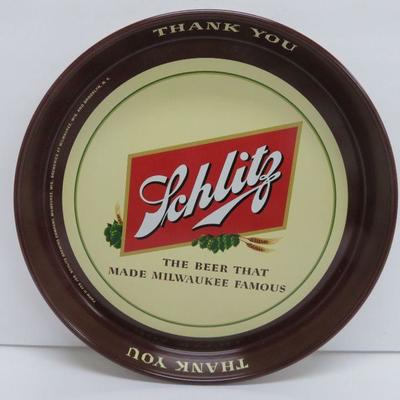 THANK YOU
Schlitz
THE BEER THAT
MADE MILWAUKEE FAMOUS
THANK YOU